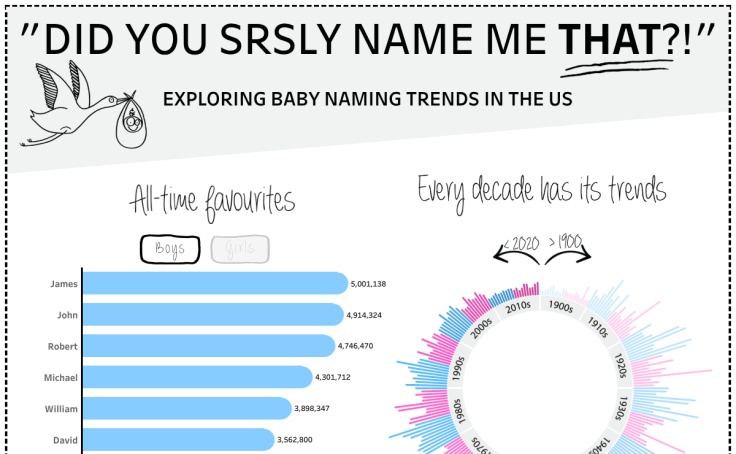 "DID YOU SRSLY NAME ME THAT?!"
EXPLORING BABY NAMING TRENDS IN THE US
All-time favourites
Boys
Girls
James 5,001,138
John 4,914,324
Robert 4,746,470
Michael 4,301,712
William 3,898,347
David 3,562,800
Every decade has its trends
< 2020 > 1900
1900s
1910s
1920s
1930s
1940s
1970s
1980s
1990s
2000s
2010s